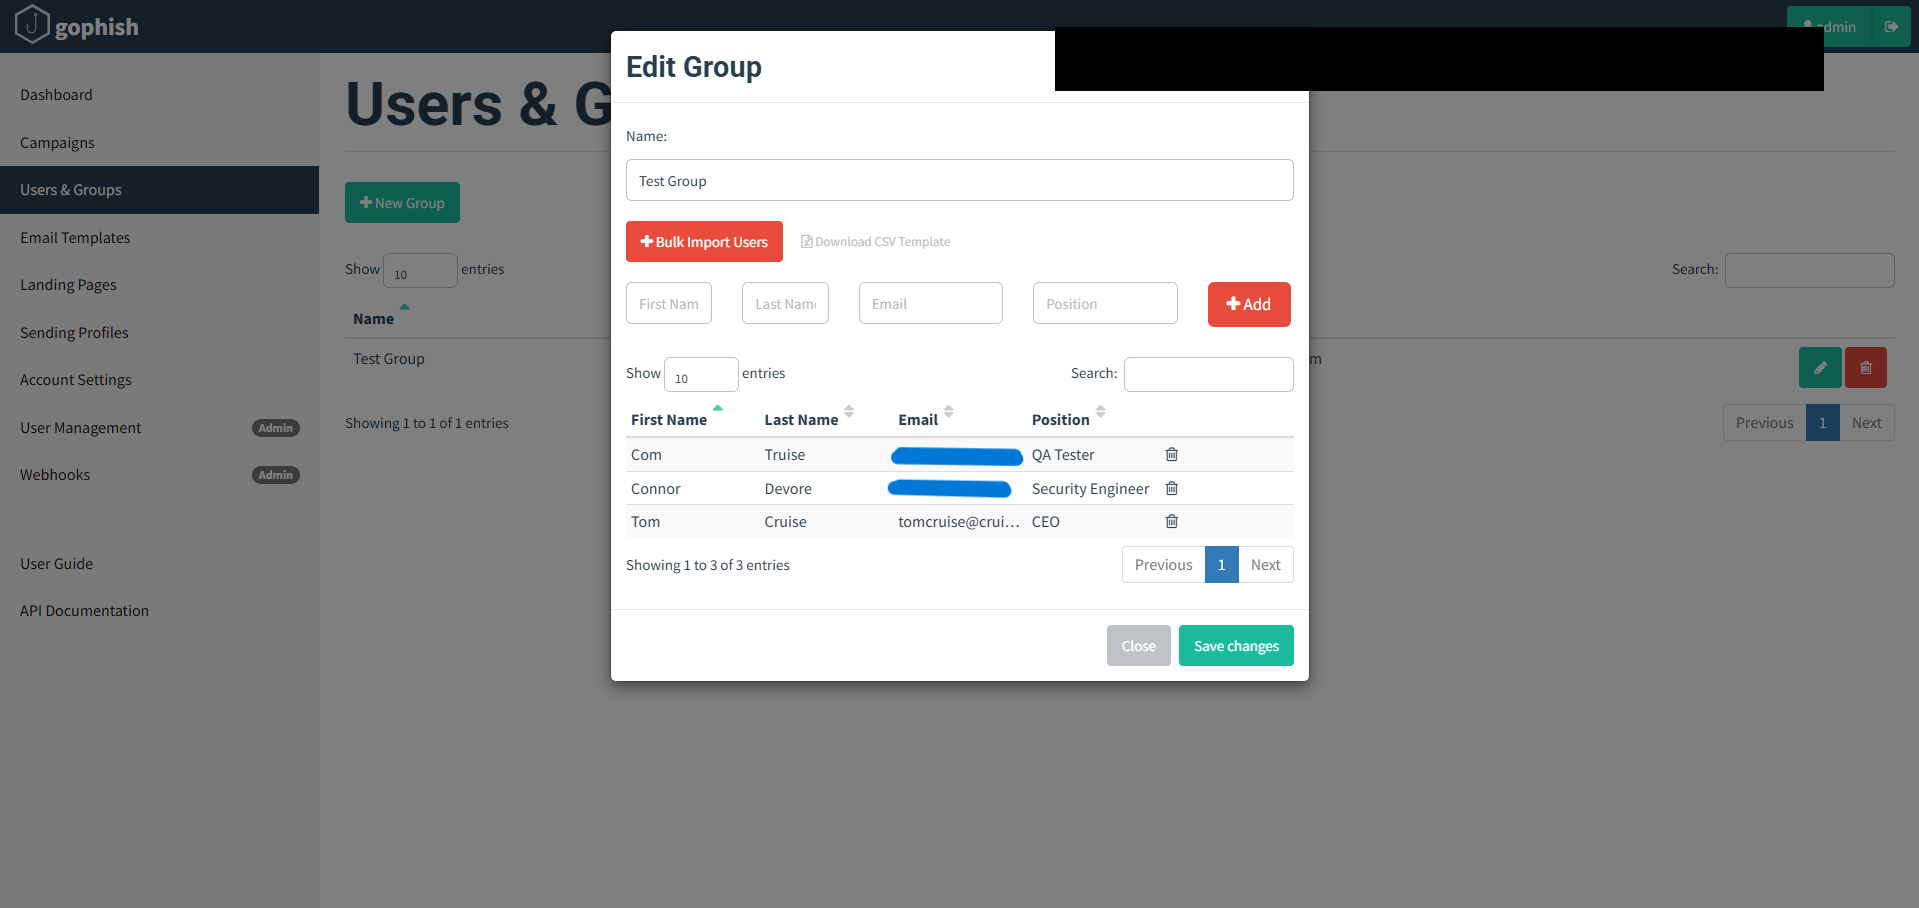 gophish
admin
Edit Group
Dashboard
Users & G
Campaigns
Name:
Users & Groups
Test Group
New Group
Email Templates
Bulk Import Users
Download CSV Template
Show 10 entries
Search:
Landing Pages
First Nam
Last Name
Email
Position
Add
Name
Sending Profiles
Test Group
m
Account Settings
Show 10 entries
Search:
First Name
Last Name
Email
Position
Showing 1 to 1 of 1 entries
Previous 1 Next
User Management Admin
Com Truise QA Tester
Webhooks Admin
Connor Devore Security Engineer
Tom Cruise tomcruise@crui... CEO
Showing 1 to 3 of 3 entries
Previous 1 Next
User Guide
API Documentation
Close
Save changes